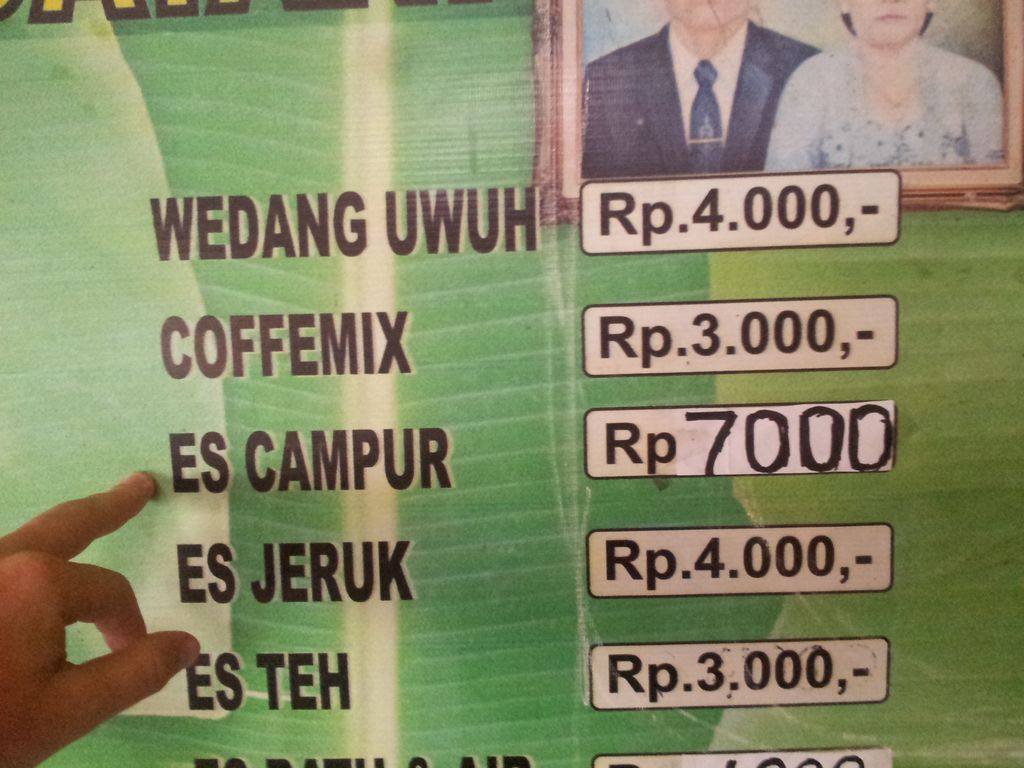 WEDANG UWUH Rp.4.000,-
COFFEMIX Rp.3.000,-
ES CAMPUR Rp 7000
ES JERUK Rp.4.000,-
ES TEH Rp.3.000,-